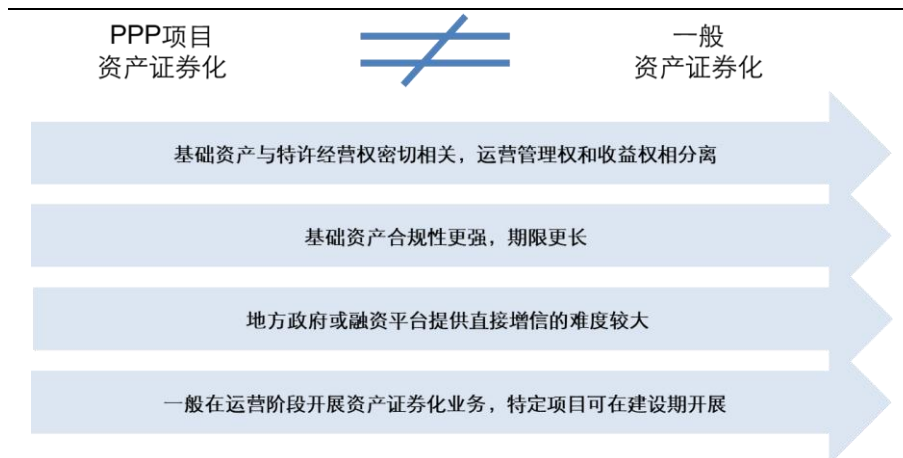 PPP项目
资产证券化
一般
资产证券化
基础资产与特许经营权密切相关，运营管理权和收益权相分离
基础资产合规性更强，期限更长
地方政府或融资平台提供直接增信的难度较大
一般在运营阶段开展资产证券化业务，特定项目可在建设期开展